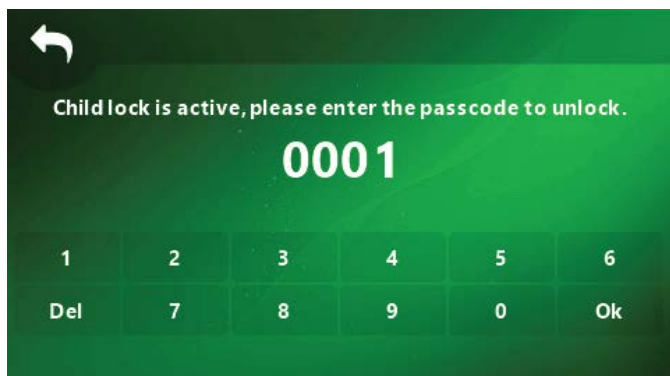 Child lock is active, please enter the passcode to unlock.
0001
1 2 3 4 5 6
Del 7 8 9 0 Ok